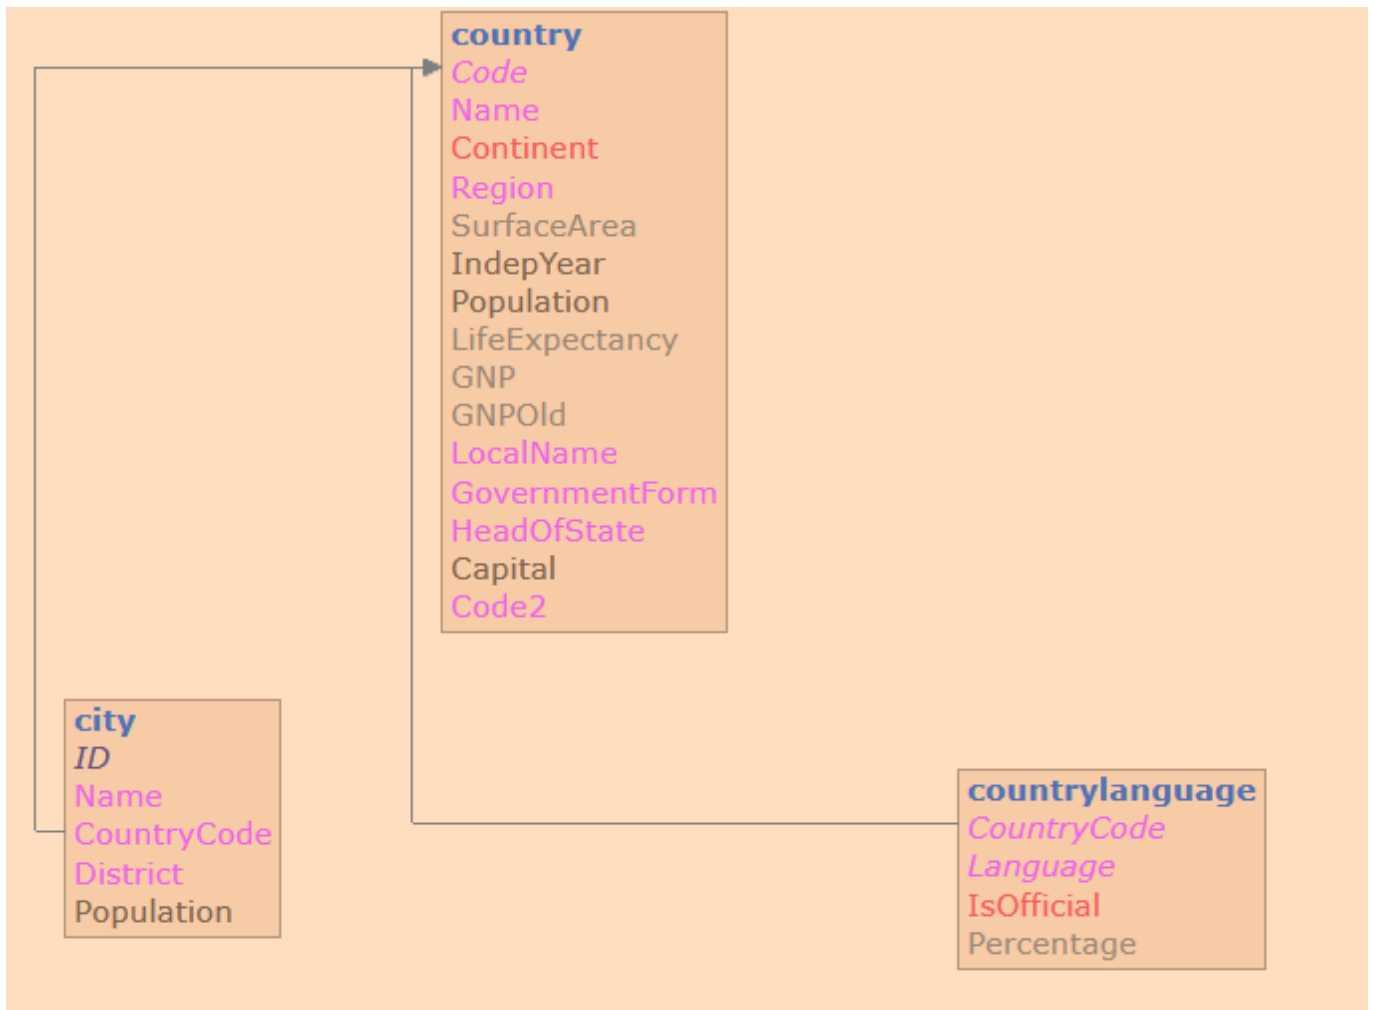 country
Code
Name
Continent
Region
SurfaceArea
IndepYear
Population
LifeExpectancy
GNP
GNPOld
LocalName
GovernmentForm
HeadOfState
Capital
Code2
city
ID
Name
CountryCode
District
Population
countrylanguage
CountryCode
Language
IsOfficial
Percentage